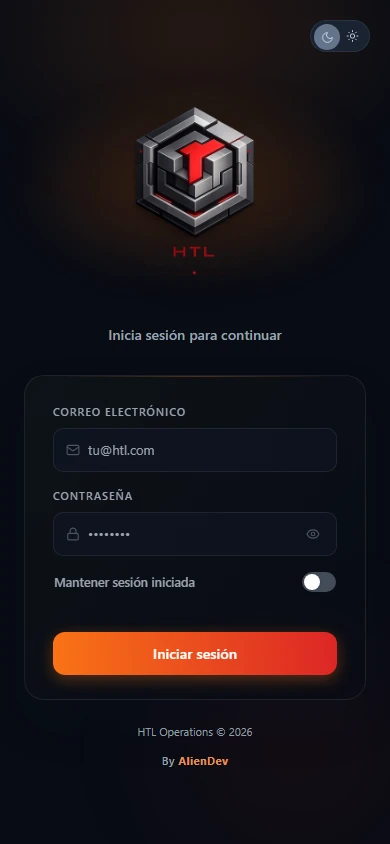 HTL
Inicia sesión para continuar
CORREO ELECTRÓNICO
tu@htl.com
CONTRASEÑA
••••••••
Mantener sesión iniciada
Iniciar sesión
HTL Operations © 2026
By AlienDev